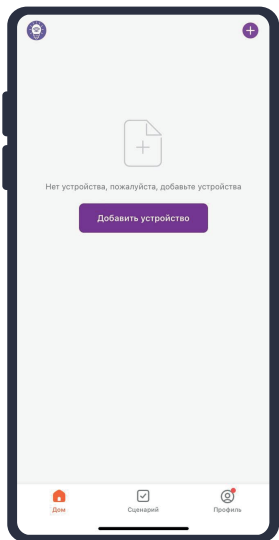 Нет устройства, пожалуйста, добавьте устройства
Добавить устройство
Дом
Сценарий
Профиль